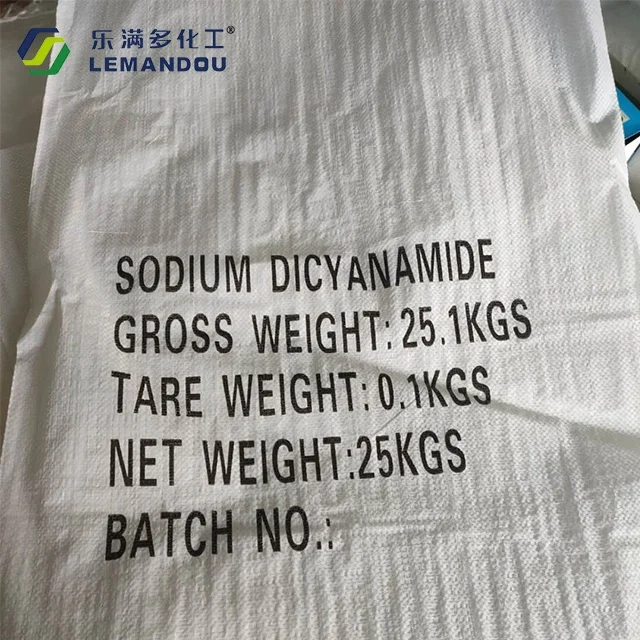 乐满多化工®
LEMANDOU
SODIUM DICYANAMIDE
GROSS WEIGHT: 25.1KGS
TARE WEIGHT: 0.1KGS
NET WEIGHT:25KGS
BATCH NO.: